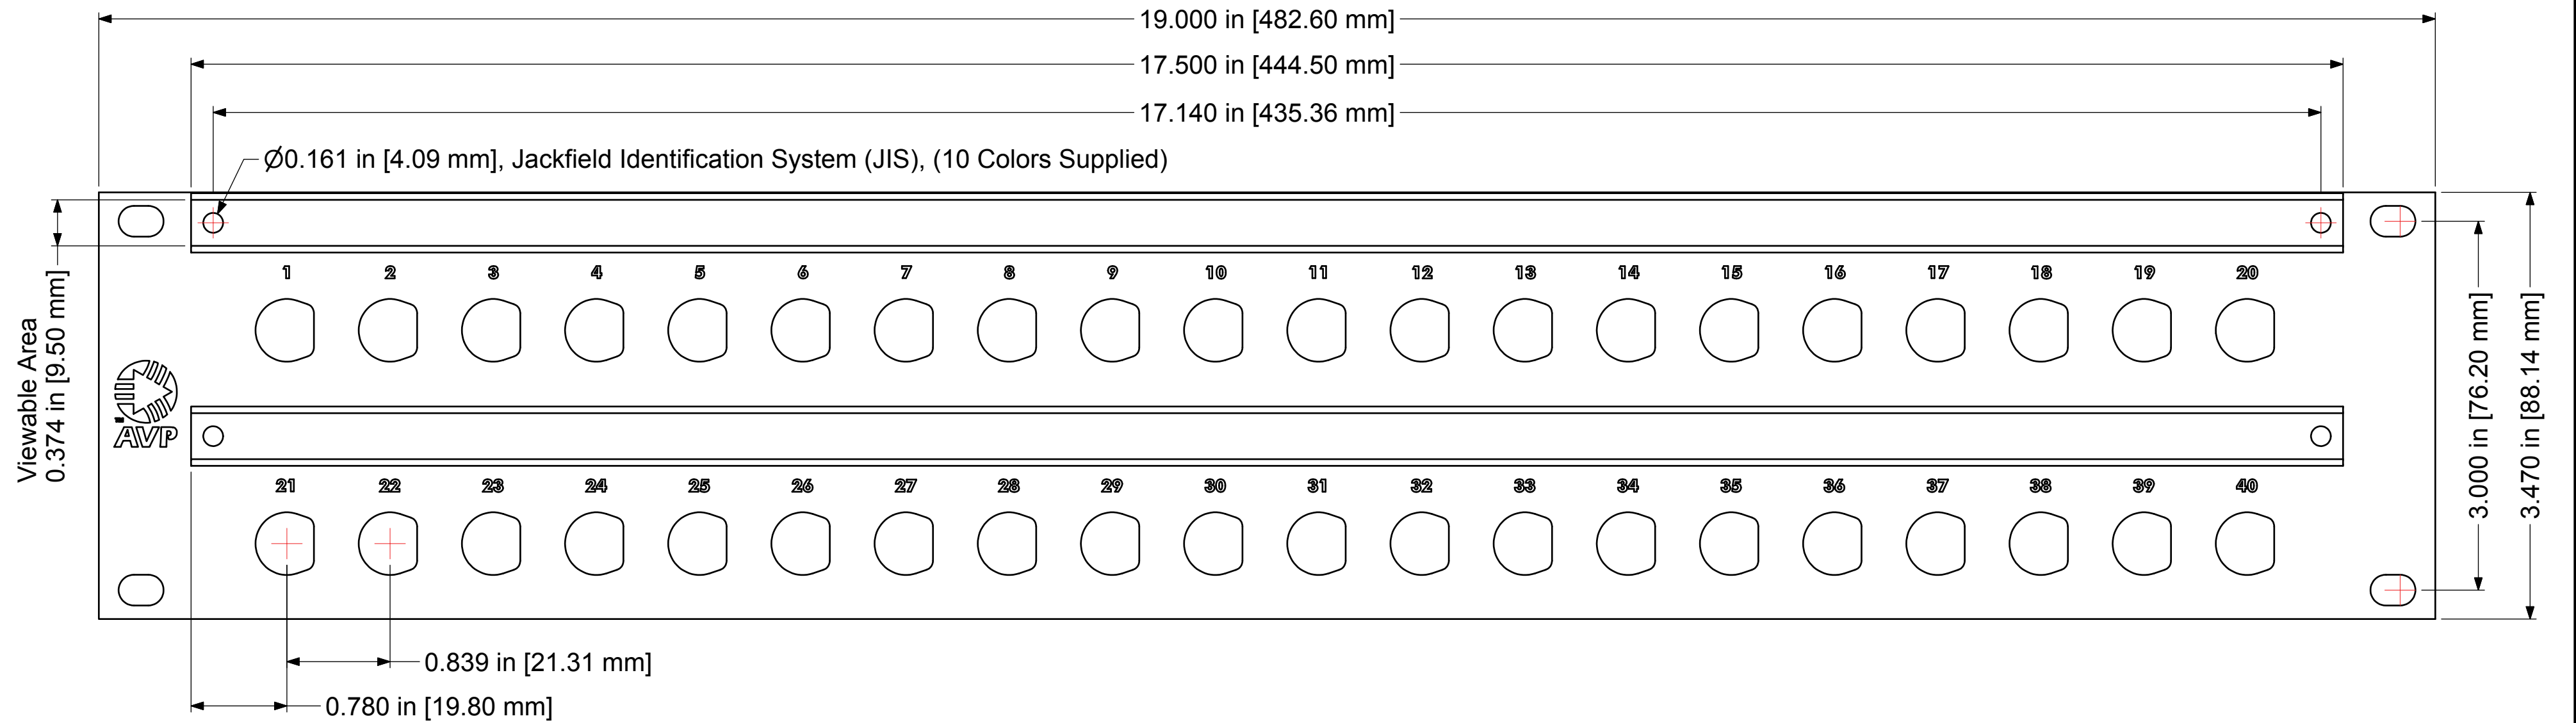 19.000 in [482.60 mm]
17.500 in [444.50 mm]
17.140 in [435.36 mm]
Ø0.161 in [4.09 mm], Jackfield Identification System (JIS), (10 Colors Supplied)
Viewable Area
0.374 in [9.50 mm]
1 2 3 4 5 6 7 8 9 10 11 12 13 14 15 16 17 18 19 20
3.000 in [76.20 mm]
3.470 in [88.14 mm]
™
AVP
21 22 23 24 25 26 27 28 29 30 31 32 33 34 35 36 37 38 39 40
0.839 in [21.31 mm]
0.780 in [19.80 mm]